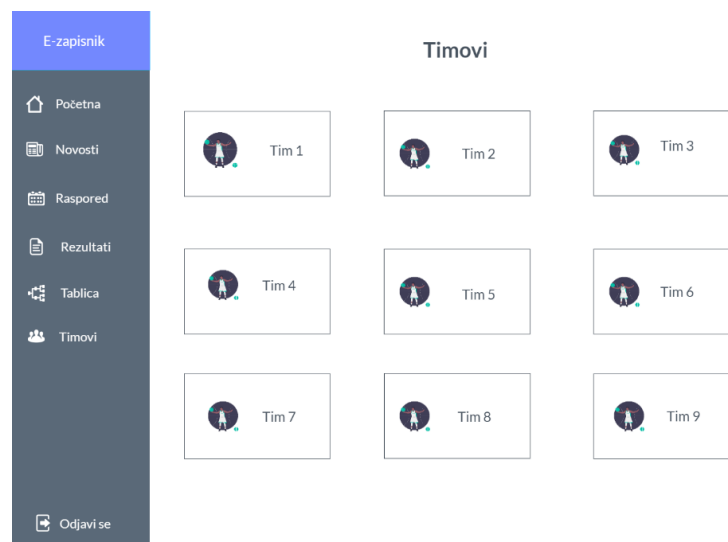 E-zapisnik
Početna
Novosti
Raspored
Rezultati
Tablica
Timovi
Odjavi se
Timovi
Tim 1
Tim 2
Tim 3
Tim 4
Tim 5
Tim 6
Tim 7
Tim 8
Tim 9